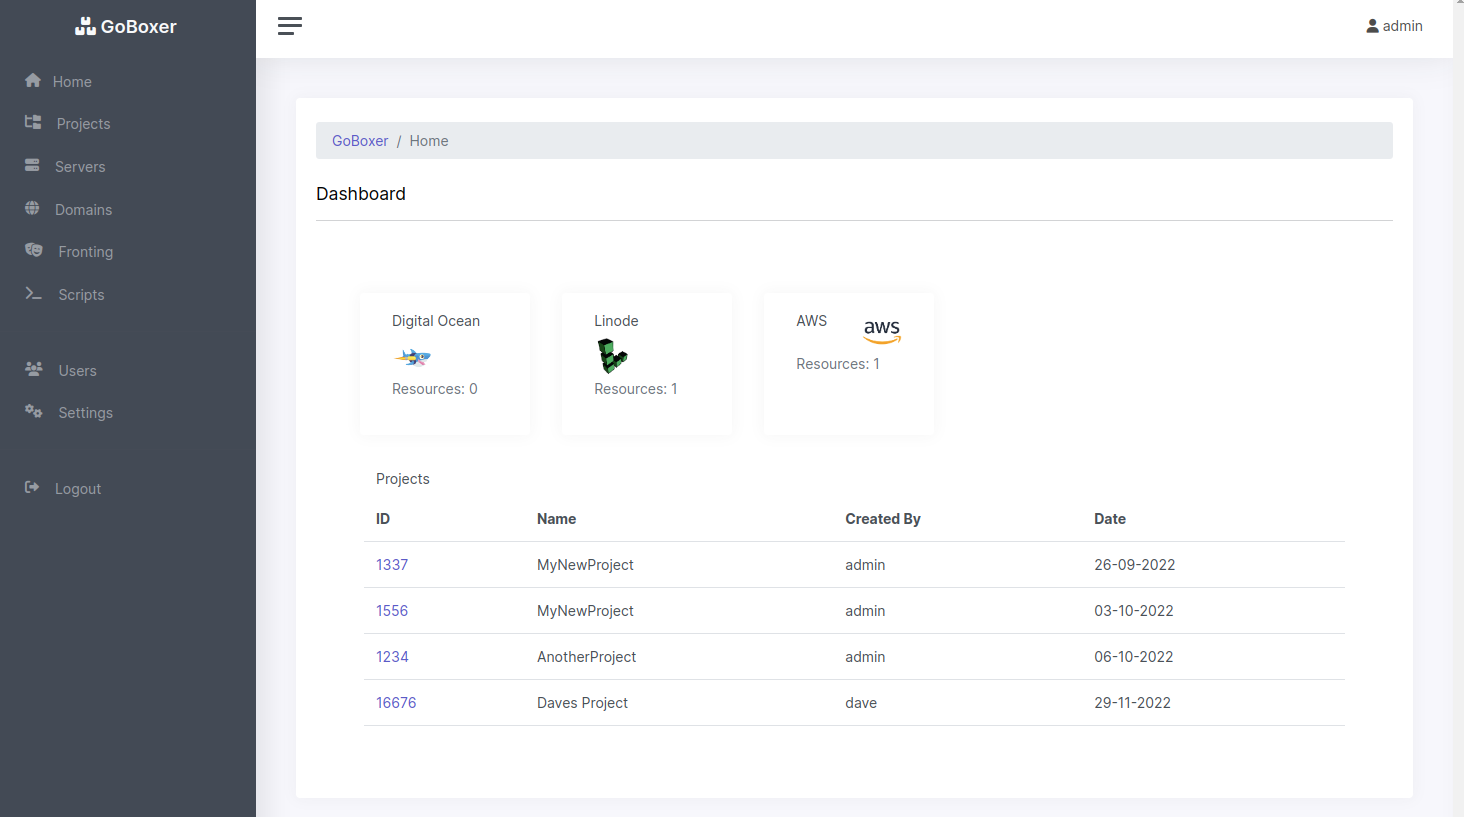 GoBoxer
admin
Home
Projects
Servers
Domains
Fronting
Scripts
Users
Settings
Logout
GoBoxer / Home
Dashboard
Digital Ocean
Resources: 0
Linode
Resources: 1
AWS
aws
Resources: 1
Projects
ID Name Created By Date
1337 MyNewProject admin 26-09-2022
1556 MyNewProject admin 03-10-2022
1234 AnotherProject admin 06-10-2022
16676 Daves Project dave 29-11-2022